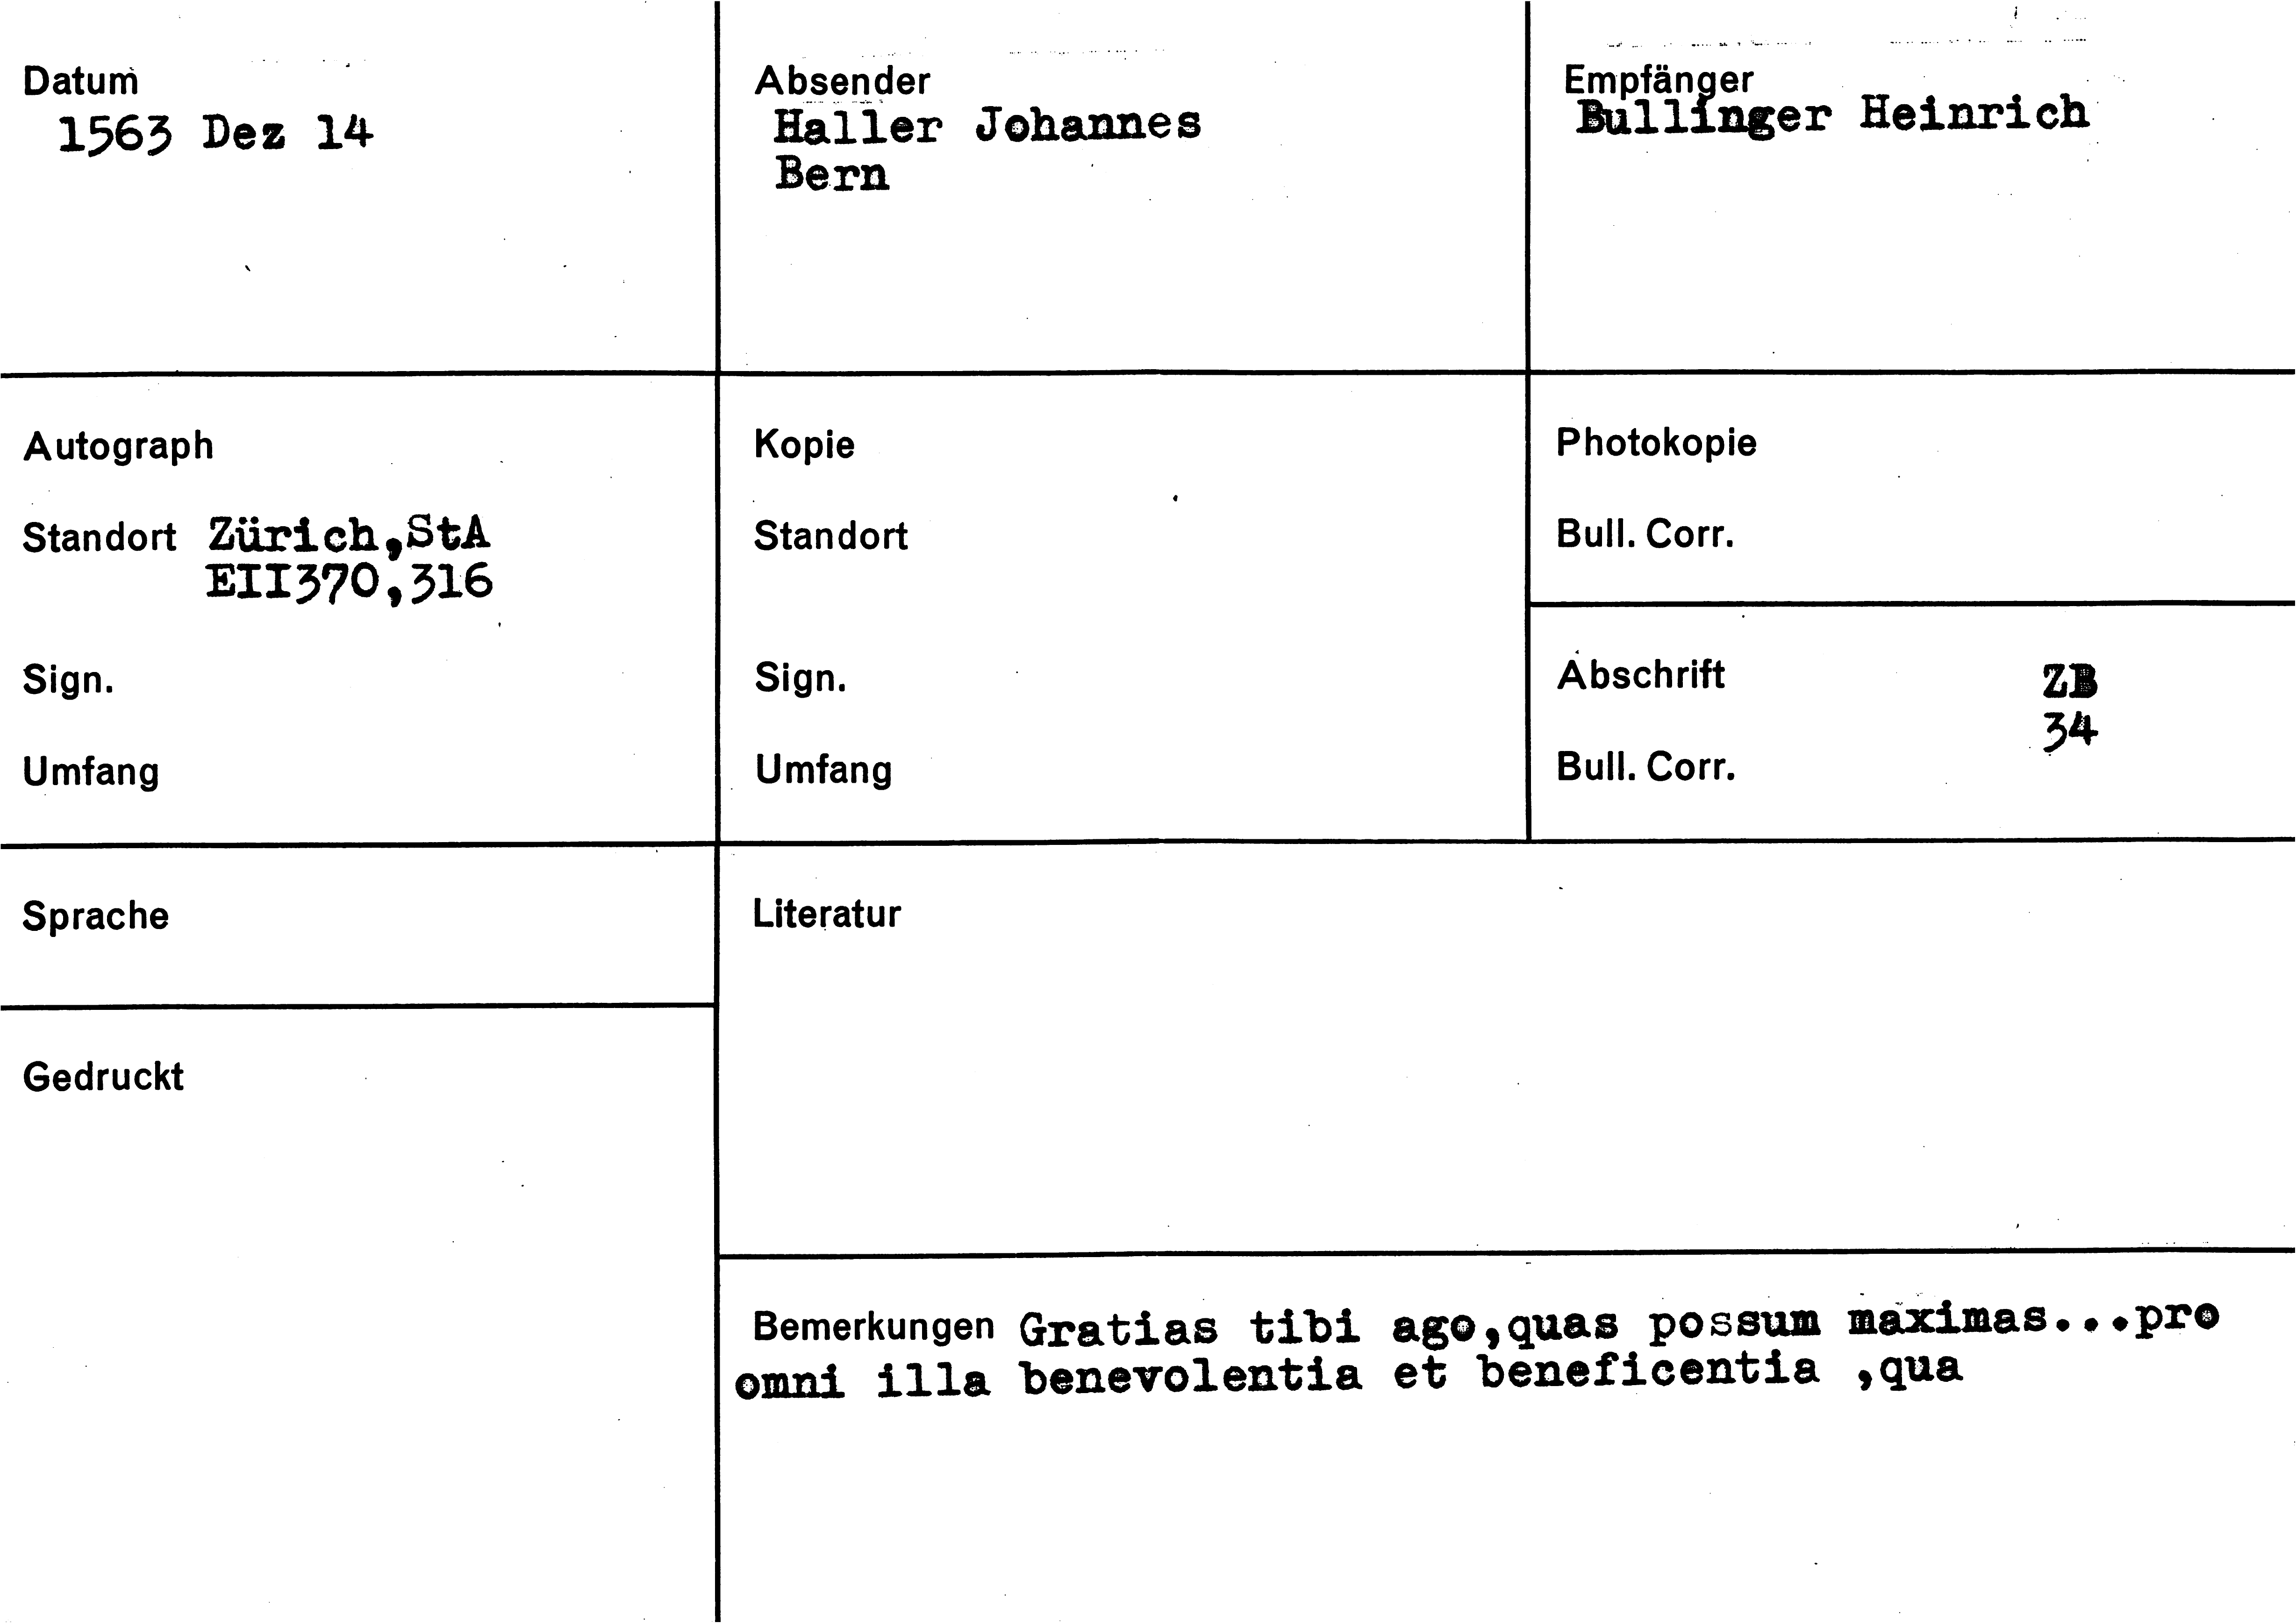 Datum
1563 Dez 14
Absender
Haller Johannes
Bern
Empfänger
Bullinger Heinrich
Autograph
Standort Zürich,StA
EII370,316
Sign.
Umfang
Kopie
Standort
Sign.
Umfang
Photokopie
Bull. Corr.
Abschrift ZB
34
Bull. Corr.
Sprache
Gedruckt
Literatur
Bemerkungen Gratias tibi ago,quas possum maximas...pro
omni illa benevolentia et beneficentia ,qua